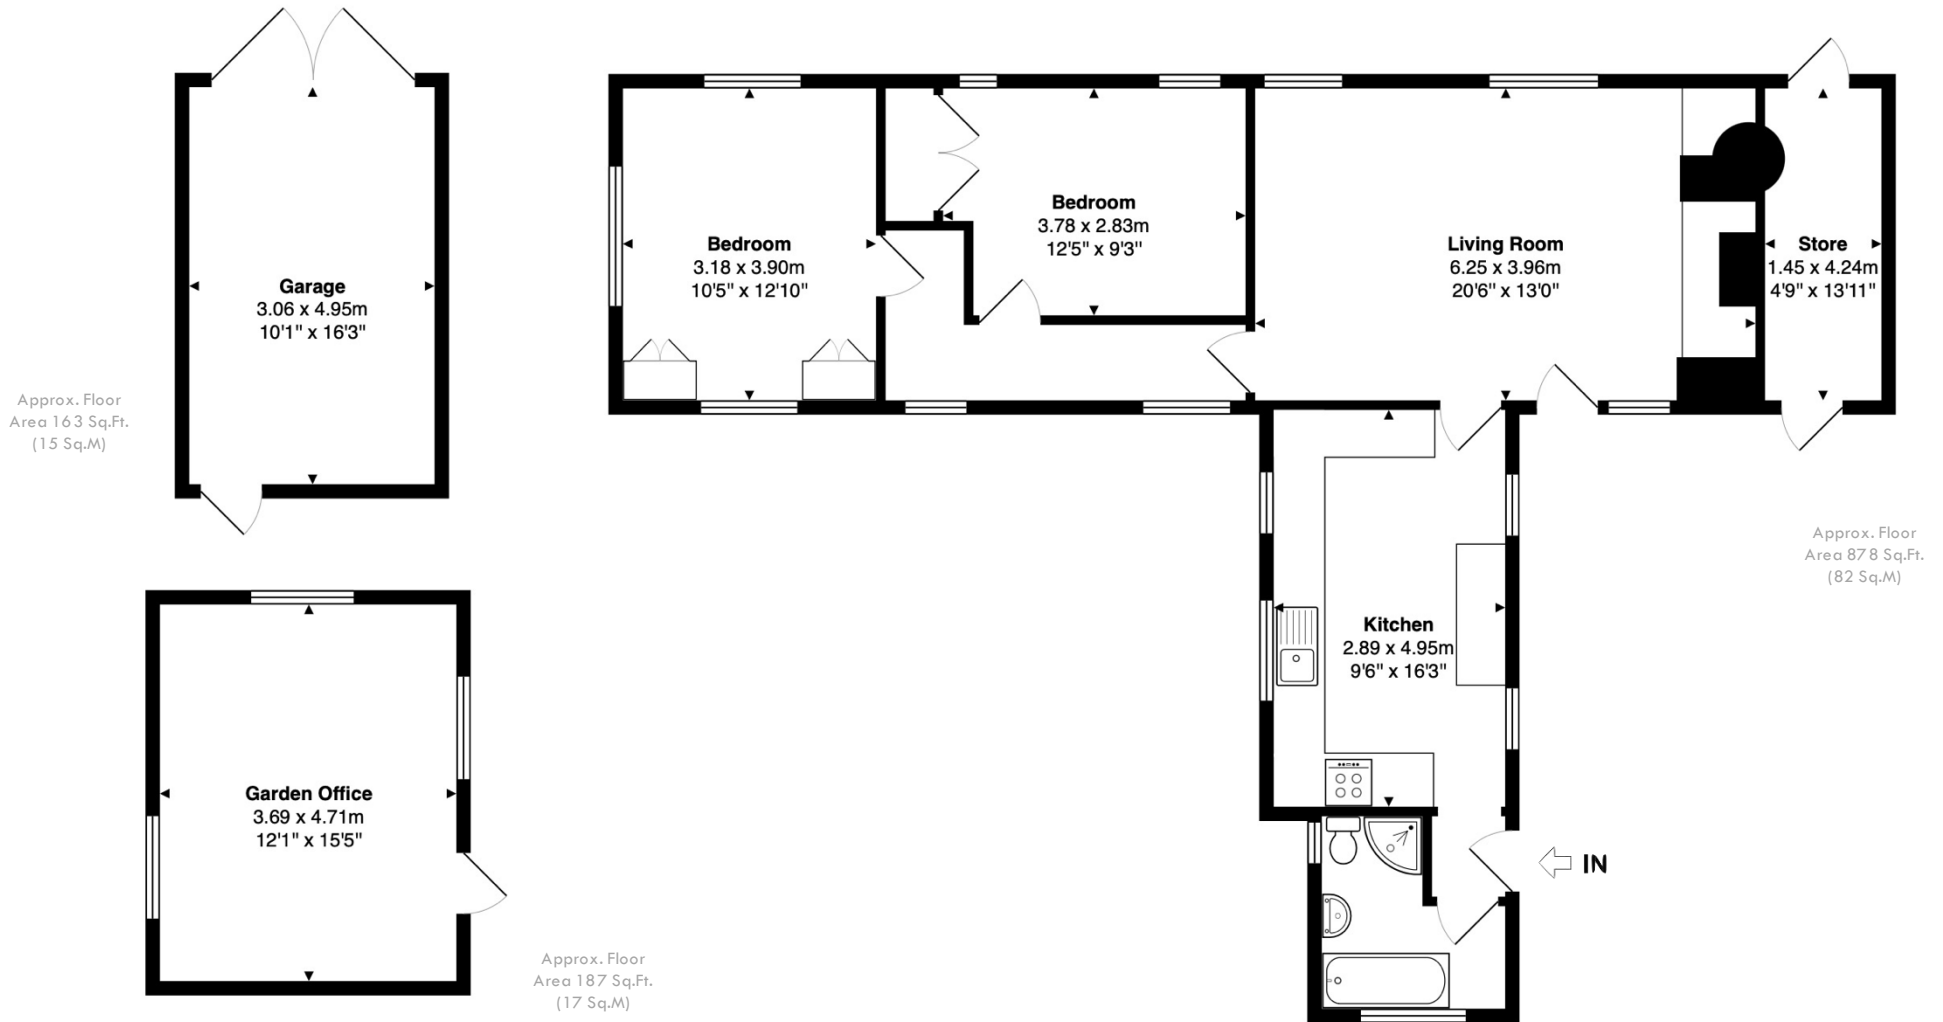 Garage
3.06 x 4.95m
10'1" x 16'3"
Approx. Floor
Area 163 Sq.Ft.
(15 Sq.M)
Bedroom
3.18 x 3.90m
10'5" x 12'10"
Bedroom
3.78 x 2.83m
12'5" x 9'3"
Living Room
6.25 x 3.96m
20'6" x 13'0"
Store
1.45 x 4.24m
4'9" x 13'11"
Approx. Floor
Area 878 Sq.Ft.
(82 Sq.M)
Kitchen
2.89 x 4.95m
9'6" x 16'3"
IN
Garden Office
3.69 x 4.71m
12'1" x 15'5"
Approx. Floor
Area 187 Sq.Ft.
(17 Sq.M)